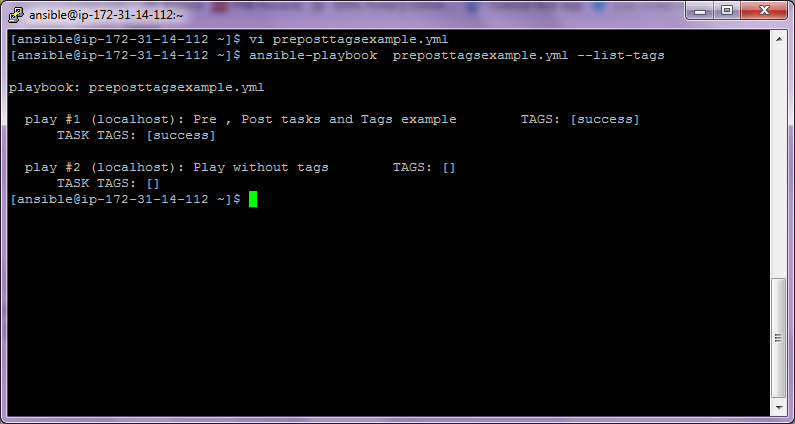 ansible@ip-172-31-14-112:~
[ansible@ip-172-31-14-112 ~]$ vi preposttagsexample.yml
[ansible@ip-172-31-14-112 ~]$ ansible-playbook  preposttagsexample.yml --list-tags
playbook: preposttagsexample.yml
play #1 (localhost): Pre , Post tasks and Tags example        TAGS: [success]
TASK TAGS: [success]
play #2 (localhost): Play without tags        TAGS: []
TASK TAGS: []
[ansible@ip-172-31-14-112 ~]$